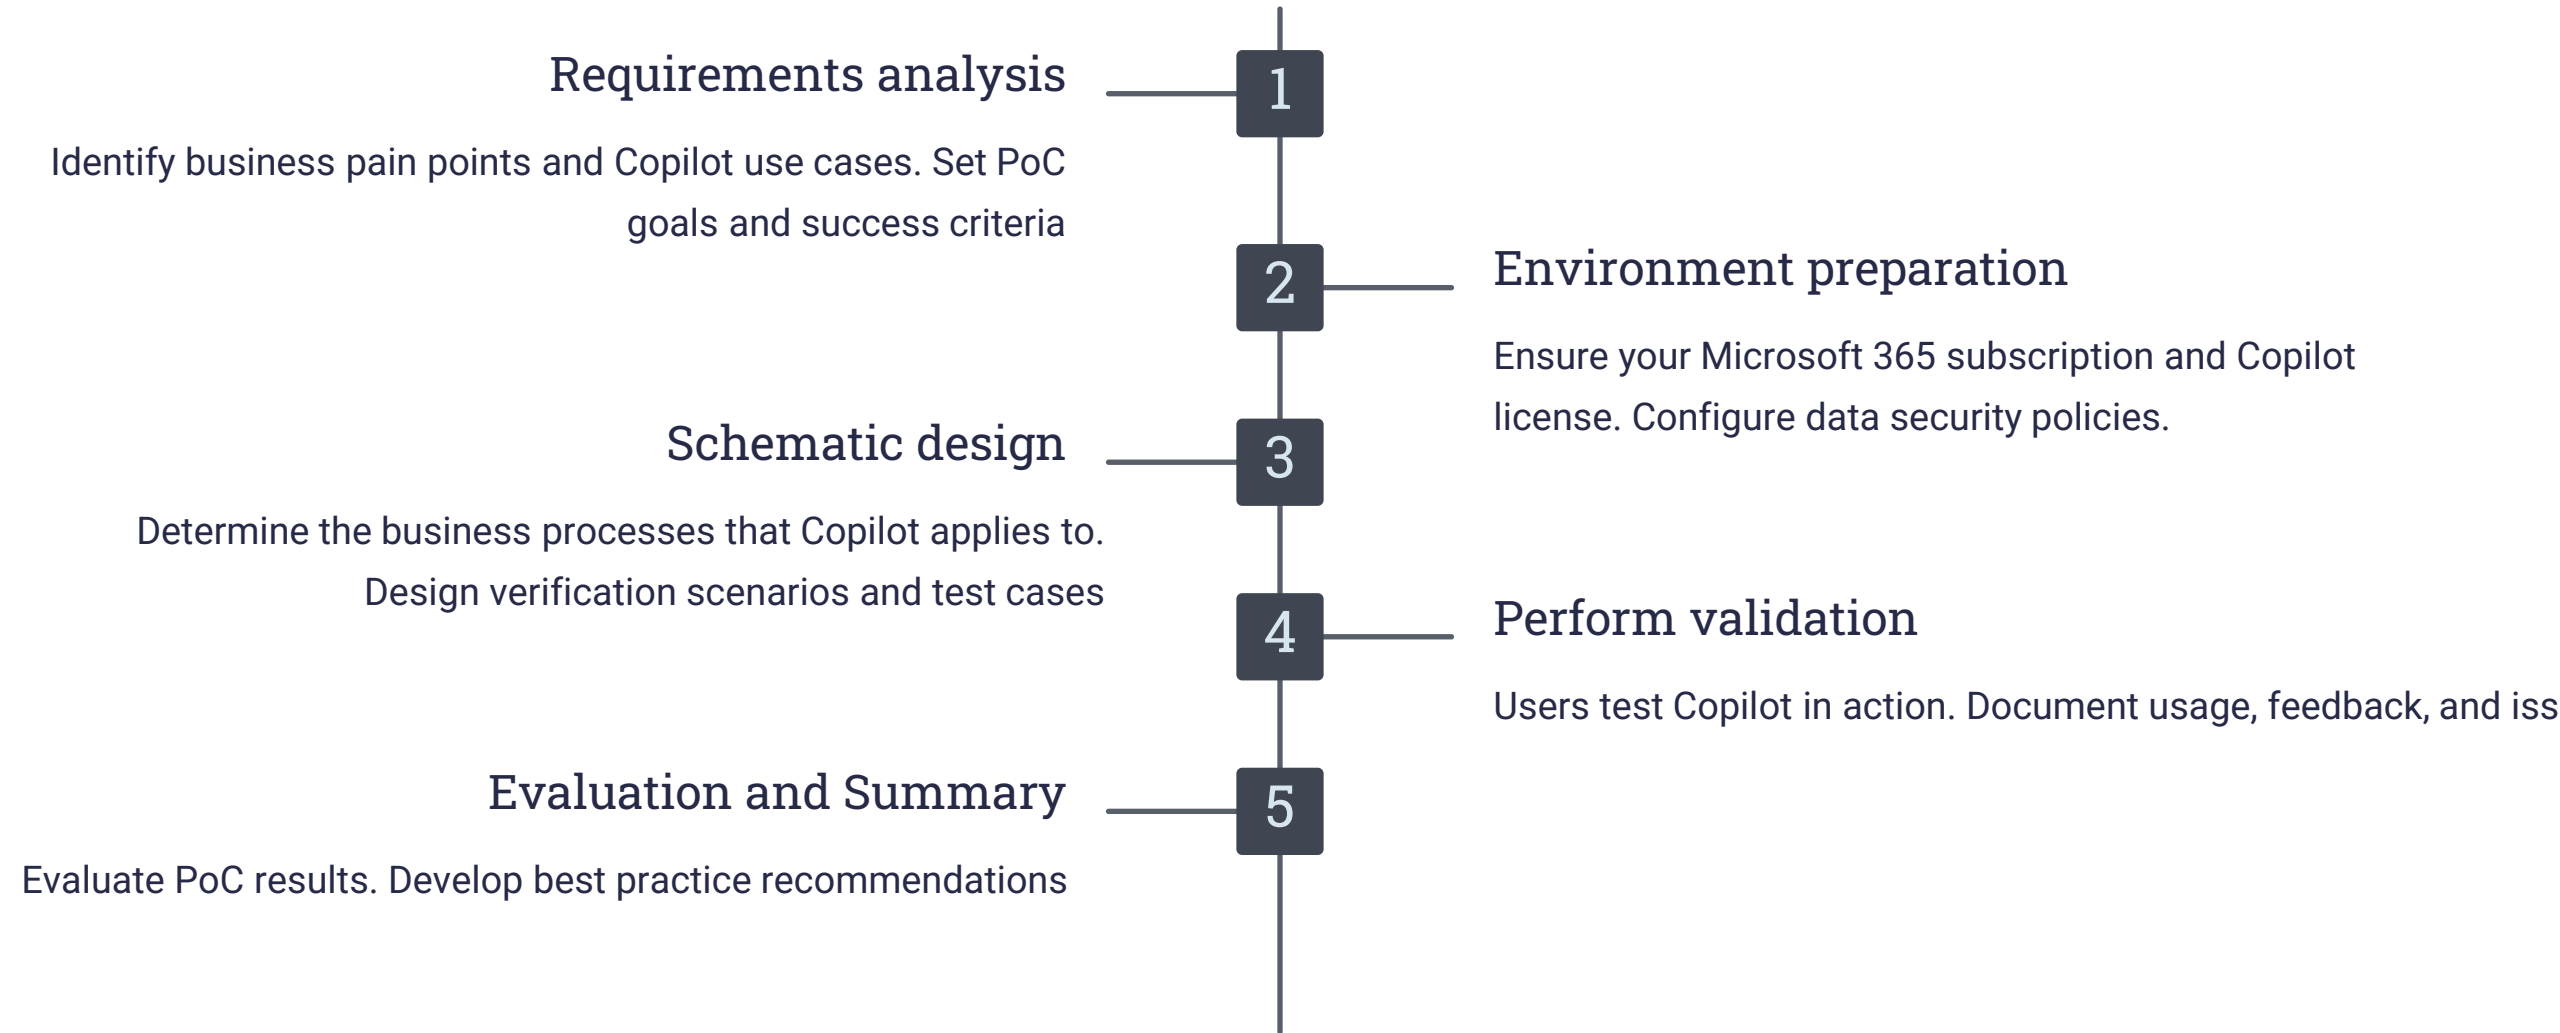 1
Requirements analysis
Identify business pain points and Copilot use cases. Set PoC
goals and success criteria
2
Environment preparation
Ensure your Microsoft 365 subscription and Copilot
license. Configure data security policies.
3
Schematic design
Determine the business processes that Copilot applies to.
Design verification scenarios and test cases
4
Perform validation
Users test Copilot in action. Document usage, feedback, and iss
5
Evaluation and Summary
Evaluate PoC results. Develop best practice recommendations